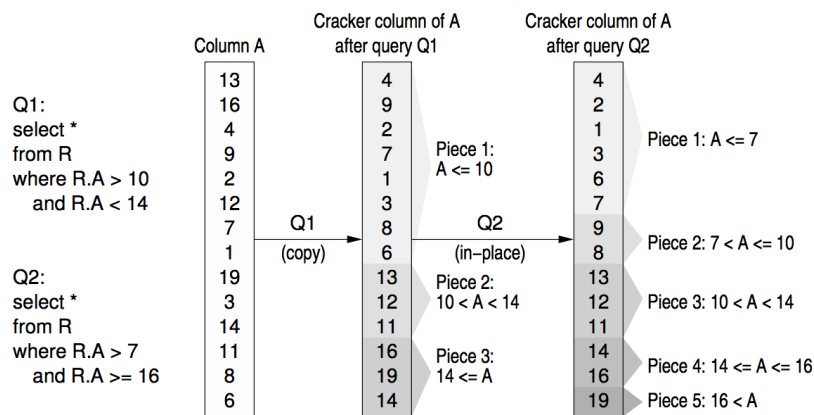 Column A
Cracker column of A
after query Q1
Cracker column of A
after query Q2
Q1:
select *
from R
where R.A > 10
and R.A < 14
Q2:
select *
from R
where R.A > 7
and R.A >= 16
13
16
4
9
2
12
7
1
19
3
14
11
8
6
Q1
(copy)
4
9
2
7
1
3
8
6
13
12
11
16
19
14
Piece 1:
A <= 10
Piece 2:
10 < A < 14
Piece 3:
14 <= A
Q2
(in-place)
4
2
1
3
6
7
9
8
13
12
11
14
16
19
Piece 1: A <= 7
Piece 2: 7 < A <= 10
Piece 3: 10 < A < 14
Piece 4: 14 <= A <= 16
Piece 5: 16 < A